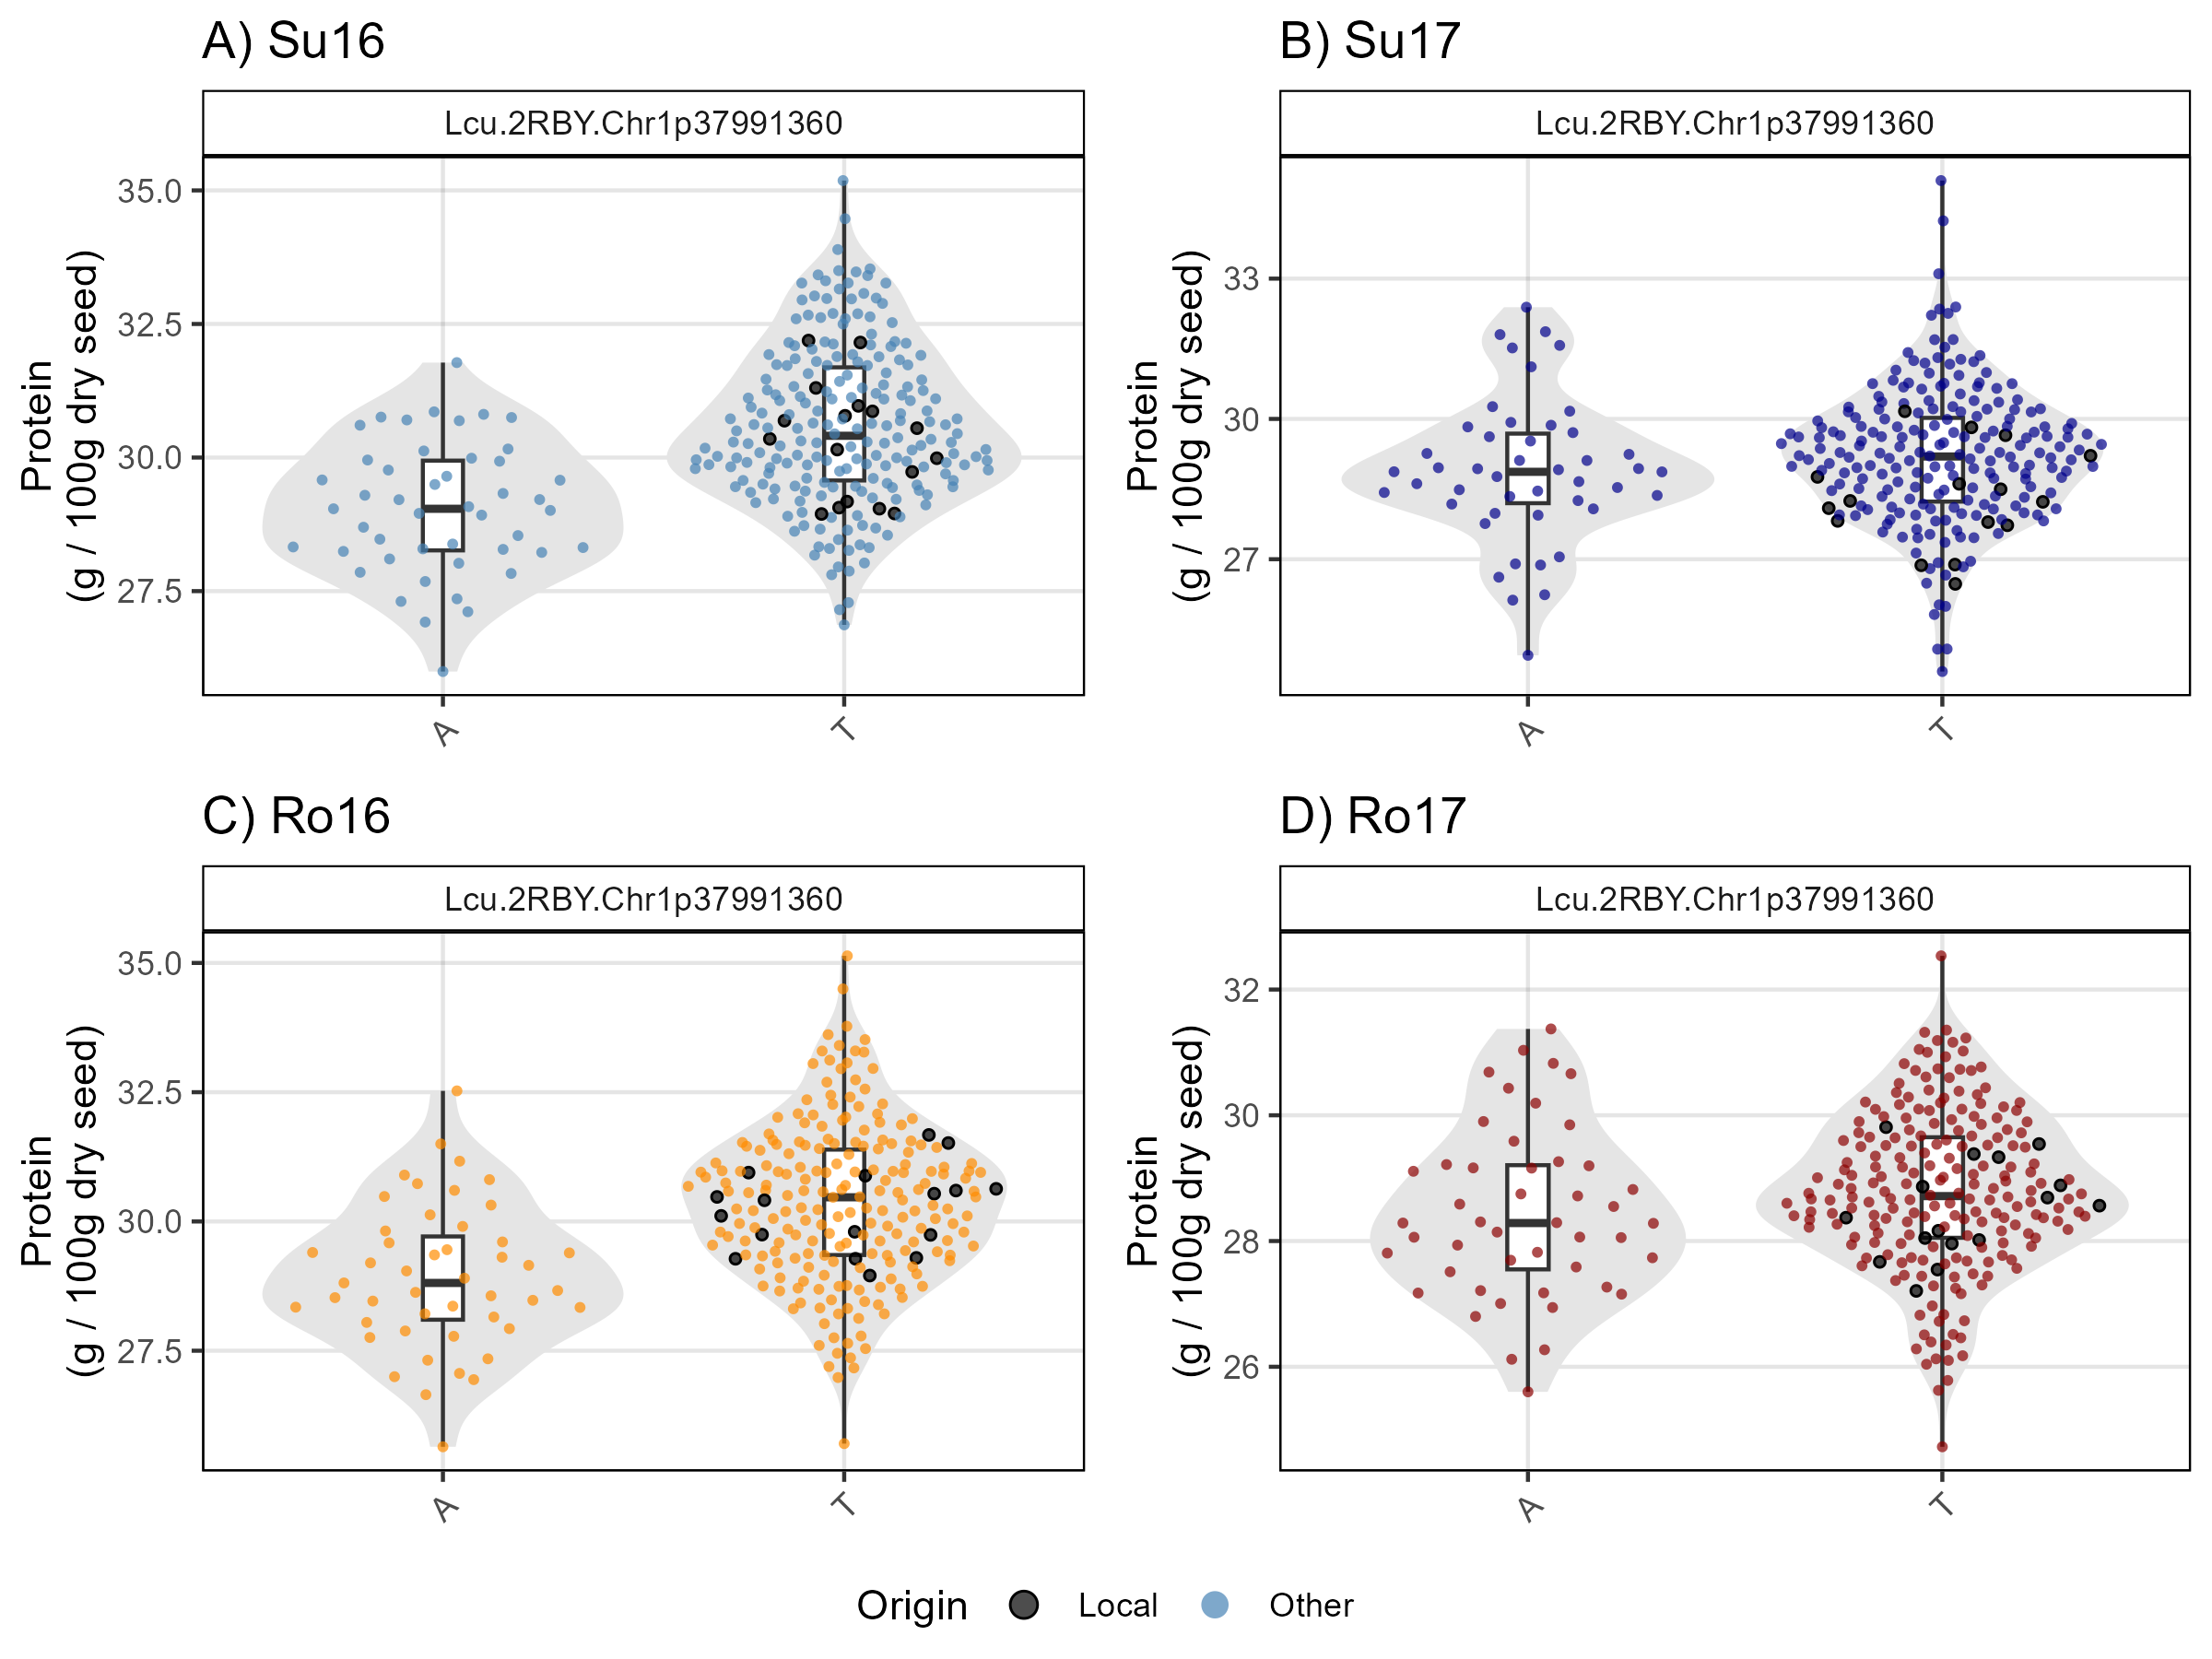 A) Su16
Lcu.2RBY.Chr1p37991360
Protein
(g / 100g dry seed)
35.0
32.5
30.0
27.5
A
T
B) Su17
Lcu.2RBY.Chr1p37991360
Protein
(g / 100g dry seed)
33
30
27
A
T
C) Ro16
Lcu.2RBY.Chr1p37991360
Protein
(g / 100g dry seed)
35.0
32.5
30.0
27.5
A
T
D) Ro17
Lcu.2RBY.Chr1p37991360
Protein
(g / 100g dry seed)
32
30
28
26
A
T
Origin Local Other